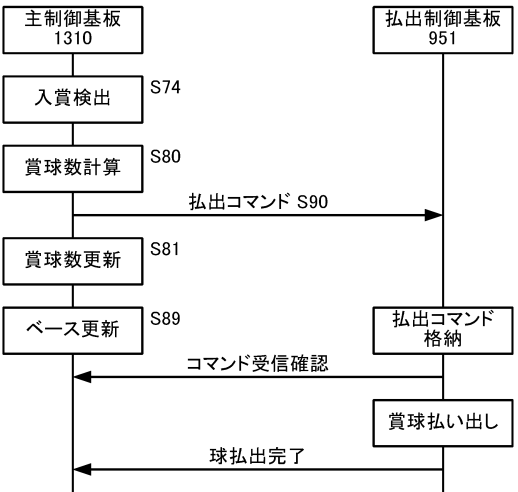 主制御基板
1310
払出制御基板
951
入賞検出
S74
賞球数計算
S80
払出コマンド S90
賞球数更新
S81
ベース更新
S89
払出コマンド
格納
コマンド受信確認
賞球払い出し
球払出完了